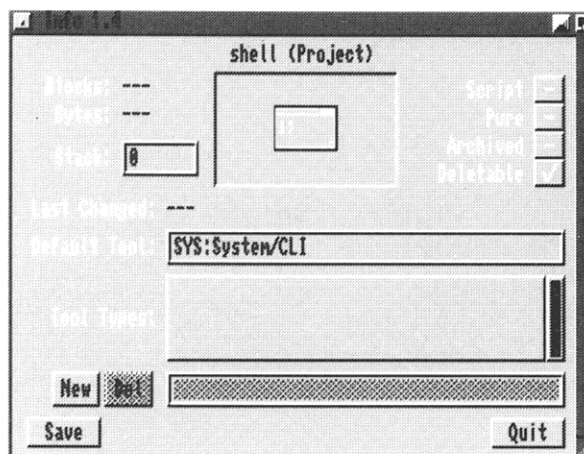 Info 1.4
shell (Project)
Blocks: ---
Bytes: ---
Stack: 0
1>
Script -
Pure -
Archived -
Deletable ✓
Last Changed: ---
Default Tool: SYS:System/CLI
Tool Types:
New Del
Save Quit